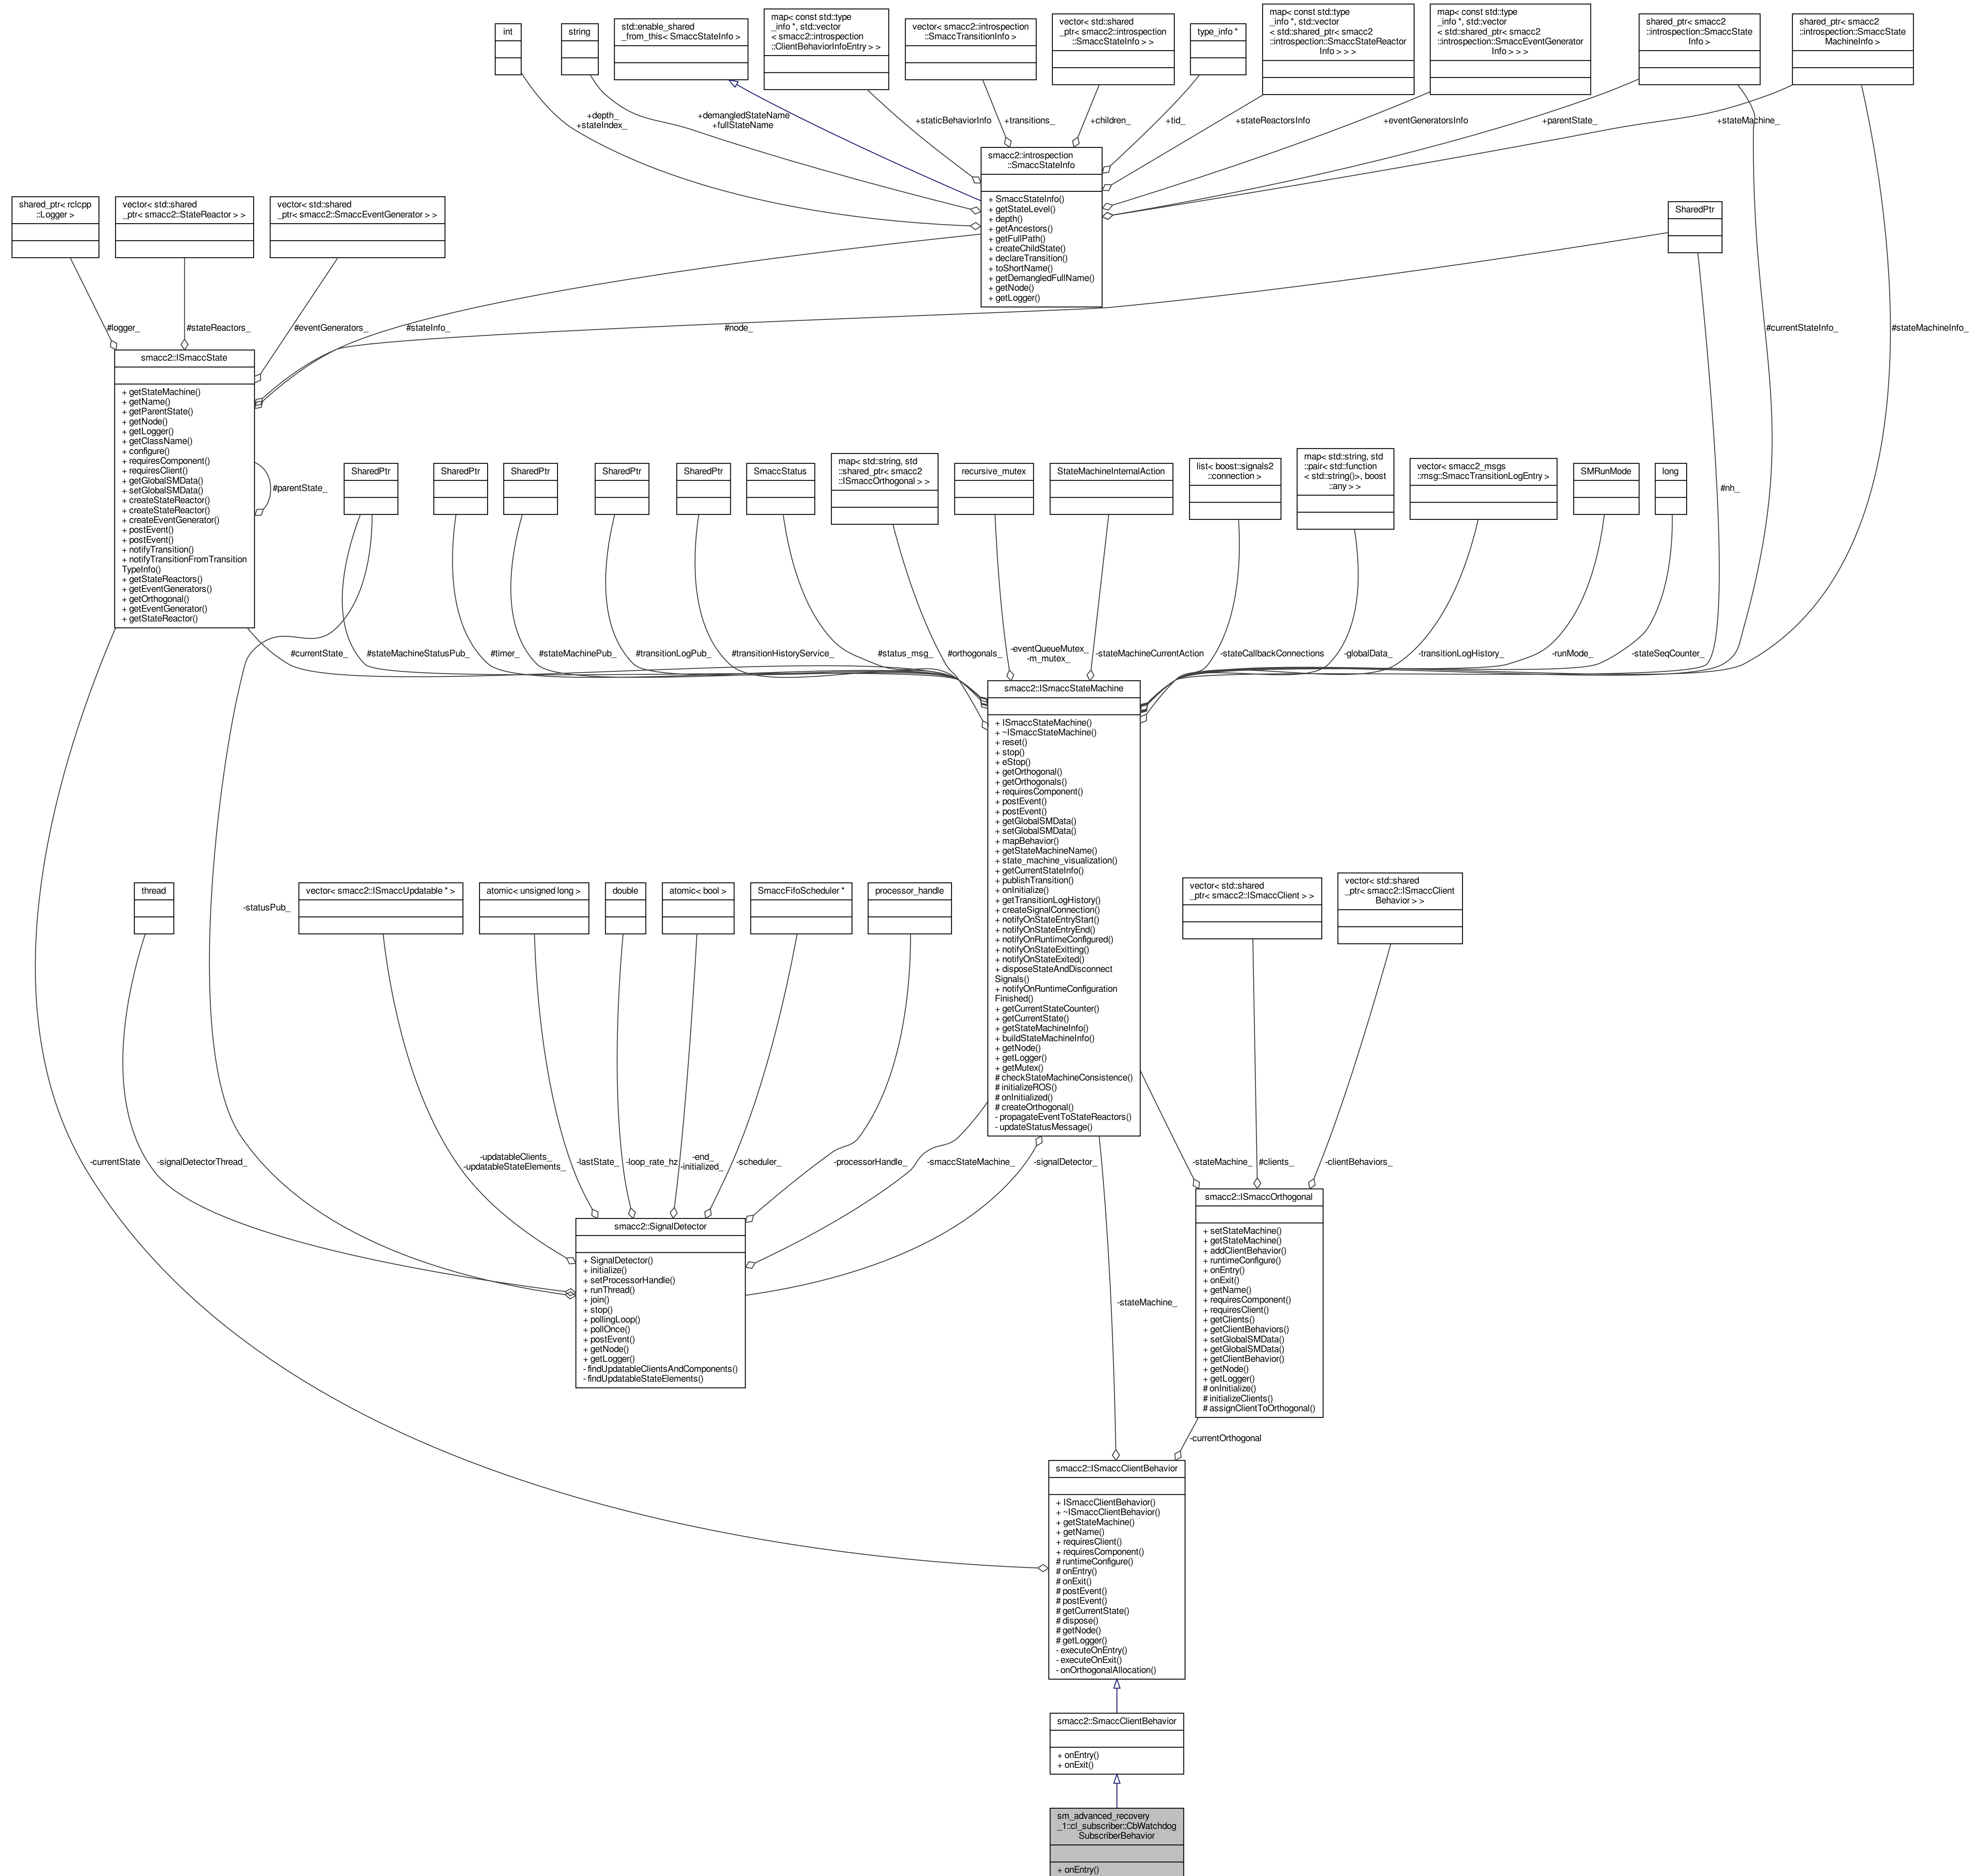 int
string
std::enable_shared
_from_this< SmaccStateInfo >
map< const std::type
_info *, std::vector
< smacc2::introspection
::ClientBehaviorInfoEntry > >
vector< smacc2::introspection
::SmaccTransitionInfo >
vector< std::shared
_ptr< smacc2::introspection
::SmaccStateInfo > >
type_info *
map< const std::type
_info *, std::vector
< std::shared_ptr< smacc2
::introspection::SmaccStateReactor
Info > > >
map< const std::type
_info *, std::vector
< std::shared_ptr< smacc2
::introspection::SmaccEventGenerator
Info > > >
shared_ptr< smacc2
::introspection::SmaccState
Info >
shared_ptr< smacc2
::introspection::SmaccState
MachineInfo >
+depth_
+stateIndex_
+demangledStateName
+fullStateName
+staticBehaviorInfo
+transitions_
+children_
+tid_
+stateReactorsInfo
+eventGeneratorsInfo
+parentState_
+stateMachine_
smacc2::introspection
::SmaccStateInfo
+ SmaccStateInfo()
+ getStateLevel()
+ depth()
+ getAncestors()
+ getFullPath()
+ createChildState()
+ declareTransition()
+ toShortName()
+ getDemangledFullName()
+ getNode()
+ getLogger()
shared_ptr< rclcpp
::Logger >
vector< std::shared
_ptr< smacc2::StateReactor > >
vector< std::shared
_ptr< smacc2::SmaccEventGenerator > >
SharedPtr
#logger_
#stateReactors_
#eventGenerators_
#stateInfo_
#node_
#currentStateInfo_
#stateMachineInfo_
smacc2::ISmaccState
+ getStateMachine()
+ getName()
+ getParentState()
+ getNode()
+ getLogger()
+ getClassName()
+ configure()
+ requiresComponent()
+ requiresClient()
+ getGlobalSMData()
+ setGlobalSMData()
+ createStateReactor()
+ createStateReactor()
+ createEventGenerator()
+ postEvent()
+ postEvent()
+ notifyTransition()
+ notifyTransitionFromTransition
TypeInfo()
+ getStateReactors()
+ getEventGenerators()
+ getOrthogonal()
+ getEventGenerator()
+ getStateReactor()
#parentState_
SharedPtr
SharedPtr
SharedPtr
SharedPtr
SharedPtr
SmaccStatus
map< std::string, std
::shared_ptr< smacc2
::ISmaccOrthogonal > >
recursive_mutex
StateMachineInternalAction
list< boost::signals2
::connection >
map< std::string, std
::pair< std::function
< std::string()>, boost
::any > >
vector< smacc2_msgs
::msg::SmaccTransitionLogEntry >
SMRunMode
long
#nh_
#currentState_
#stateMachineStatusPub_
#timer_
#stateMachinePub_
#transitionLogPub_
#transitionHistoryService_
#status_msg_
#orthogonals_
-eventQueueMutex_
-m_mutex_
-stateMachineCurrentAction
-stateCallbackConnections
-globalData_
-transitionLogHistory_
-runMode_
-stateSeqCounter_
smacc2::ISmaccStateMachine
+ ISmaccStateMachine()
+ ~ISmaccStateMachine()
+ reset()
+ stop()
+ eStop()
+ getOrthogonal()
+ getOrthogonals()
+ requiresComponent()
+ postEvent()
+ postEvent()
+ getGlobalSMData()
+ setGlobalSMData()
+ mapBehavior()
+ getStateMachineName()
+ state_machine_visualization()
+ getCurrentStateInfo()
+ publishTransition()
+ onInitialize()
+ getTransitionLogHistory()
+ createSignalConnection()
+ notifyOnStateEntryStart()
+ notifyOnStateEntryEnd()
+ notifyOnRuntimeConfigured()
+ notifyOnStateExitting()
+ notifyOnStateExited()
+ disposeStateAndDisconnect
Signals()
+ notifyOnRuntimeConfiguration
Finished()
+ getCurrentStateCounter()
+ getCurrentState()
+ getStateMachineInfo()
+ buildStateMachineInfo()
+ getNode()
+ getLogger()
+ getMutex()
# checkStateMachineConsistence()
# initializeROS()
# onInitialized()
# createOrthogonal()
- propagateEventToStateReactors()
- updateStatusMessage()
thread
-statusPub_
vector< smacc2::ISmaccUpdatable * >
atomic< unsigned long >
double
atomic< bool >
SmaccFifoScheduler *
processor_handle
vector< std::shared
_ptr< smacc2::ISmaccClient > >
vector< std::shared
_ptr< smacc2::ISmaccClient
Behavior > >
-currentState
-signalDetectorThread_
-updatableClients_
-updatableStateElements_
-lastState_
-loop_rate_hz
-end_
-initialized_
-scheduler_
-processorHandle_
-smaccStateMachine_
-signalDetector_
-stateMachine_
#clients_
-clientBehaviors_
smacc2::SignalDetector
+ SignalDetector()
+ initialize()
+ setProcessorHandle()
+ runThread()
+ join()
+ stop()
+ pollingLoop()
+ pollOnce()
+ postEvent()
+ getNode()
+ getLogger()
- findUpdatableClientsAndComponents()
- findUpdatableStateElements()
smacc2::ISmaccOrthogonal
+ setStateMachine()
+ getStateMachine()
+ addClientBehavior()
+ runtimeConfigure()
+ onEntry()
+ onExit()
+ getName()
+ requiresComponent()
+ requiresClient()
+ getClients()
+ getClientBehaviors()
+ setGlobalSMData()
+ getGlobalSMData()
+ getClientBehavior()
+ getNode()
+ getLogger()
# onInitialize()
# initializeClients()
# assignClientToOrthogonal()
-stateMachine_
-currentOrthogonal
smacc2::ISmaccClientBehavior
+ ISmaccClientBehavior()
+ ~ISmaccClientBehavior()
+ getStateMachine()
+ getName()
+ requiresClient()
+ requiresComponent()
# runtimeConfigure()
# onEntry()
# onExit()
# postEvent()
# postEvent()
# getCurrentState()
# dispose()
# getNode()
# getLogger()
- executeOnEntry()
- executeOnExit()
- onOrthogonalAllocation()
smacc2::SmaccClientBehavior
+ onEntry()
+ onExit()
sm_advanced_recovery
_1::cl_subscriber::CbWatchdog
SubscriberBehavior
+ onEntry()